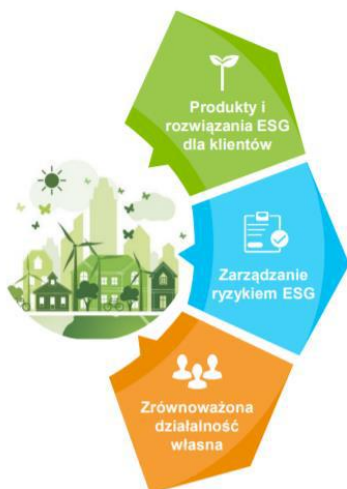 Produkty i
rozwiązania ESG
dla klientów
Zarządzanie
ryzykiem ESG
Zrównoważona
działalność
własna